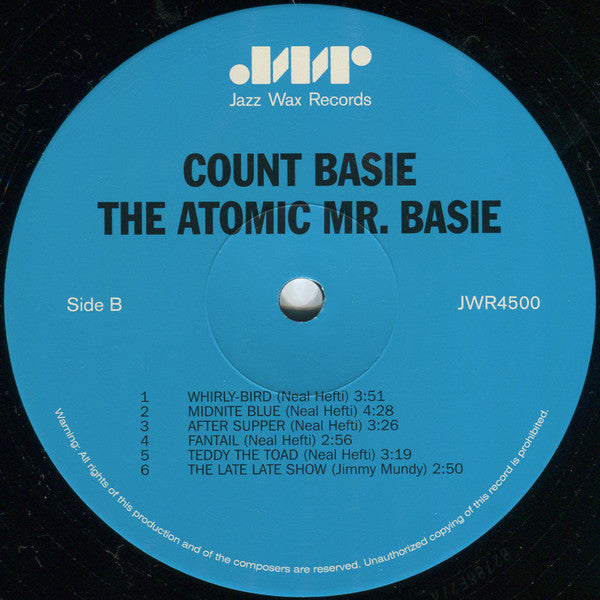 JWR
Jazz Wax Records
COUNT BASIE
THE ATOMIC MR. BASIE
Side B
JWR4500
1 WHIRLY-BIRD (Neal Hefti) 3:51
2 MIDNITE BLUE (Neal Hefti) 4:28
3 AFTER SUPPER (Neal Hefti) 3:26
4 FANTAIL (Neal Hefti) 2:56
5 TEDDY THE TOAD (Neal Hefti) 3:19
6 THE LATE LATE SHOW (Jimmy Mundy) 2:50
Warning: All rights of this production and of the composers are reserved. Unauthorized copying of this record is prohibited.